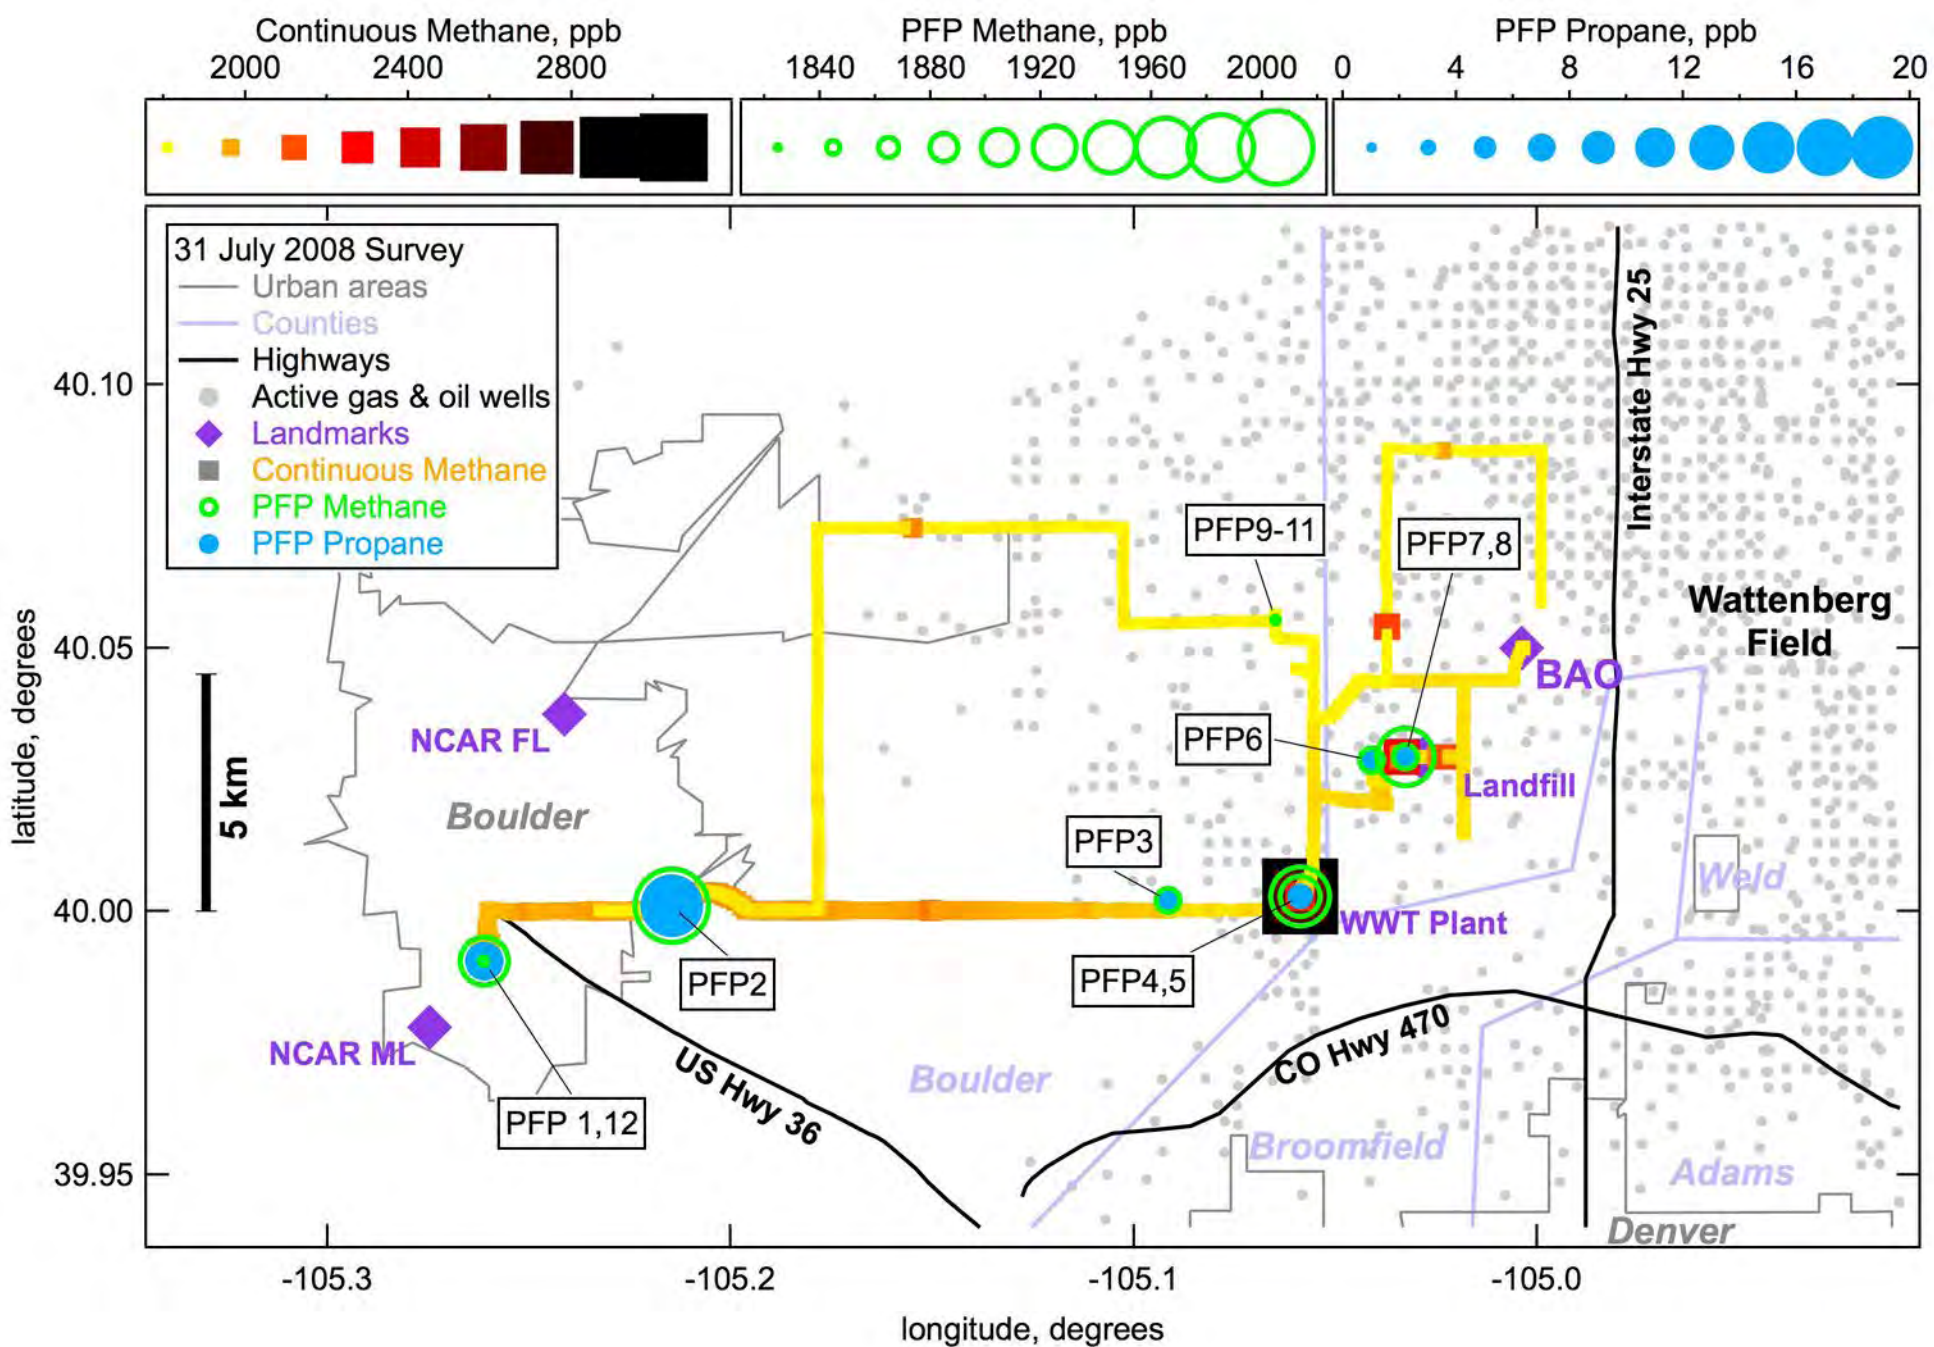 Continuous Methane, ppb
PFP Methane, ppb
PFP Propane, ppb
2000 2400 2800
1840 1880 1920 1960 2000
0 4 8 12 16 20
31 July 2008 Survey
Urban areas
Counties
Highways
Active gas & oil wells
Landmarks
Continuous Methane
PFP Methane
PFP Propane
Interstate Hwy 25
40.10
PFP9-11
PFP7,8
Wattenberg
Field
40.05
BAO
NCAR FL
PFP6
Landfill
5 km
Boulder
PFP3
Weld
40.00
WWT Plant
PFP2
PFP4,5
NCAR ML
US Hwy 36
CO Hwy 470
Boulder
PFP 1,12
Broomfield
Adams
39.95
Denver
latitude, degrees
-105.3 -105.2 -105.1 -105.0
longitude, degrees